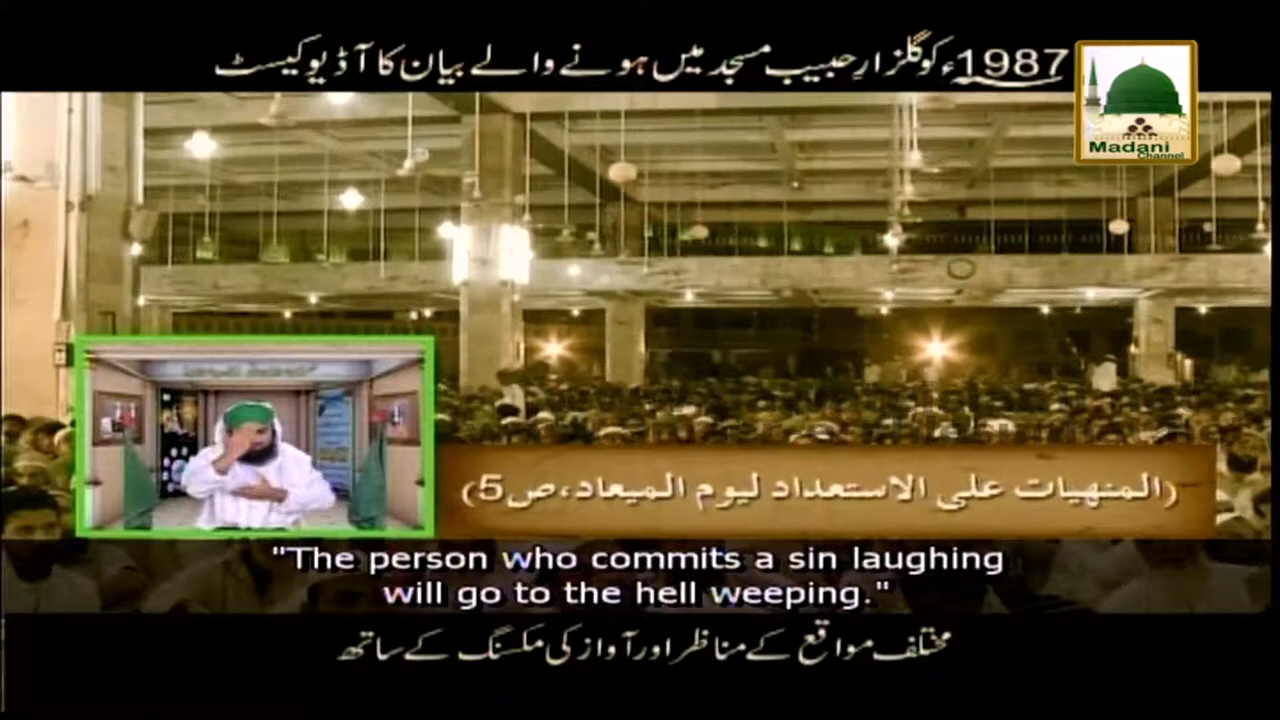 1987ء کو گلزارِ حبیب مسجد میں ہونے والے بیان کا آڈیو کیسٹ
Madani
Channel
(المنهيات على الاستعداد ليوم الميعاد،ص5)
"The person who commits a sin laughing
will go to the hell weeping."
مختلف مواقع کے مناظر اور آواز کی مکسنگ کے ساتھ